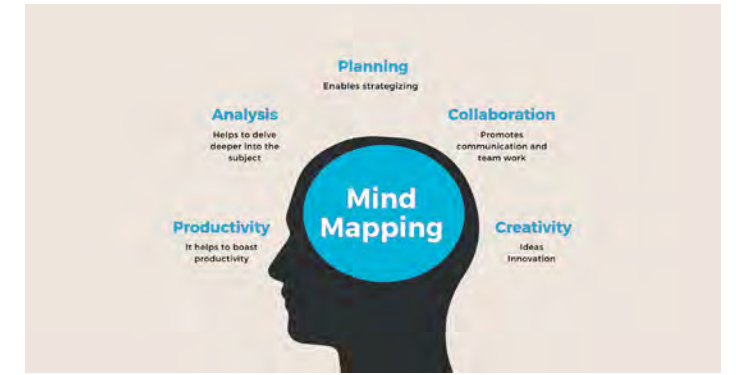 Planning
Enables strategizing
Analysis
Helps to delve
deeper into the
subject
Collaboration
Promotes
communication and
team work
Mind
Mapping
Productivity
It helps to boast
productivity
Creativity
Ideas
Innovation